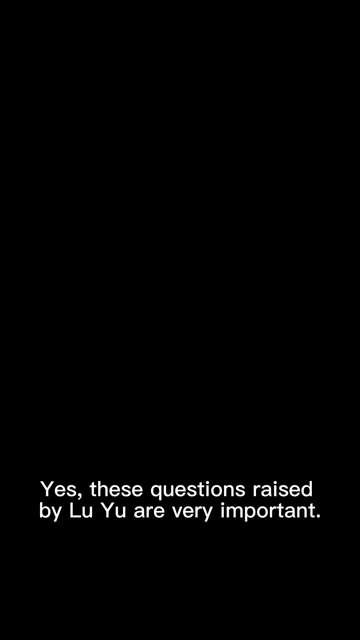 Yes, these questions raised
by Lu Yu are very important.